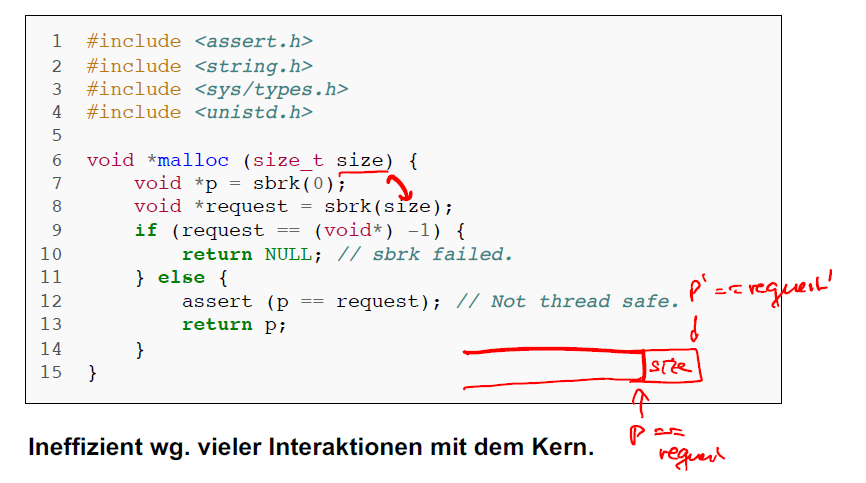 1 #include <assert.h>
2 #include <string.h>
3 #include <sys/types.h>
4 #include <unistd.h>
5
6 void *malloc (size_t size) {
7 void *p = sbrk(0);
8 void *request = sbrk(size);
9 if (request == (void*) -1) {
10 return NULL; // sbrk failed.
11 } else {
12 assert (p == request); // Not thread safe.
13 return p;
14 }
15 }
p' == request'
size
p ==
request
Ineffizient wg. vieler Interaktionen mit dem Kern.